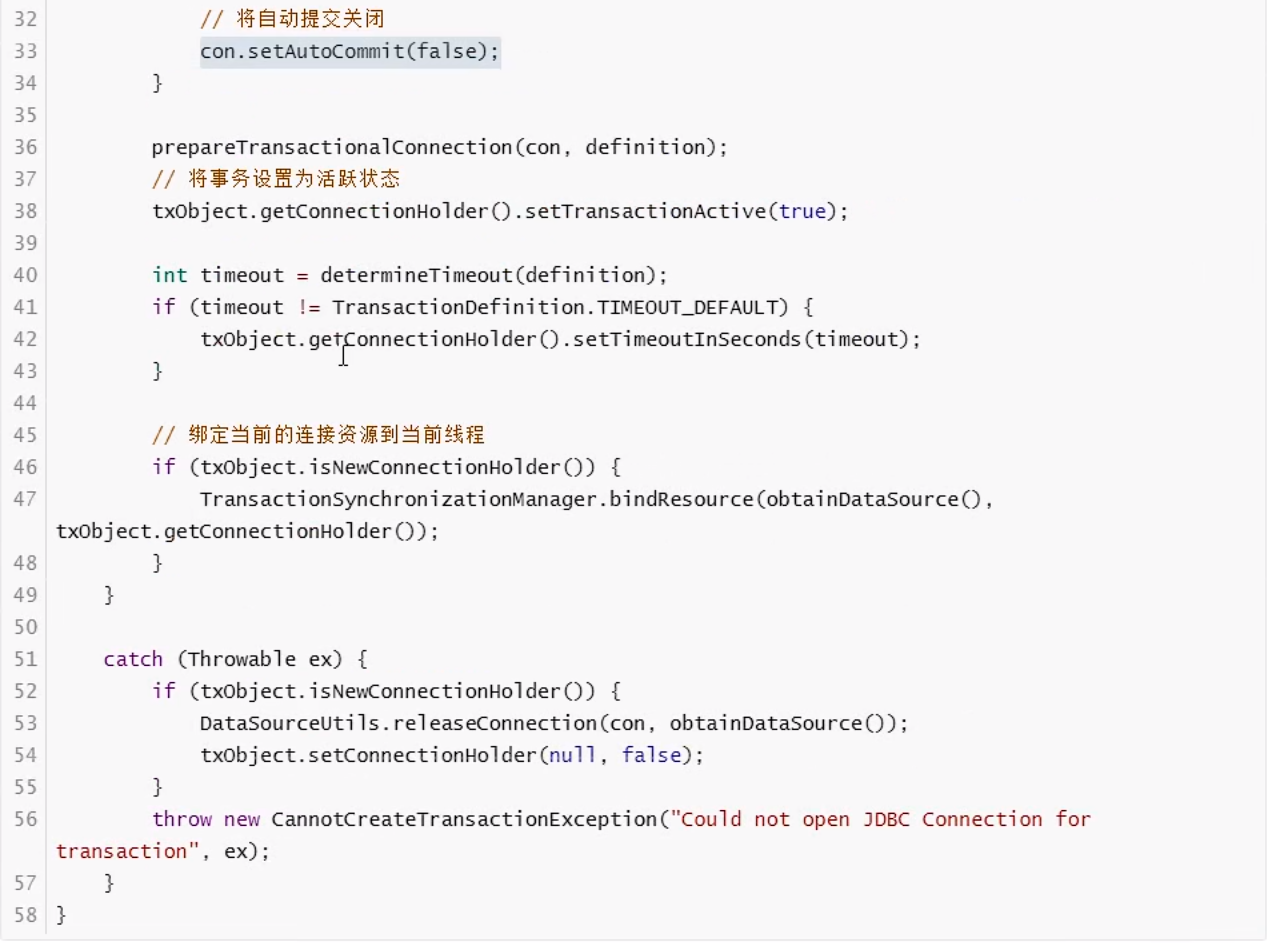 32             // 将自动提交关闭
33             con.setAutoCommit(false);
34         }
35
36         prepareTransactionalConnection(con, definition);
37         // 将事务设置为活跃状态
38         txObject.getConnectionHolder().setTransactionActive(true);
39
40         int timeout = determineTimeout(definition);
41         if (timeout != TransactionDefinition.TIMEOUT_DEFAULT) {
42             txObject.getConnectionHolder().setTimeoutInSeconds(timeout);
43         }
44
45         // 绑定当前的连接资源到当前线程
46         if (txObject.isNewConnectionHolder()) {
47             TransactionSynchronizationManager.bindResource(obtainDataSource(),
txObject.getConnectionHolder());
48         }
49     }
50
51     catch (Throwable ex) {
52         if (txObject.isNewConnectionHolder()) {
53             DataSourceUtils.releaseConnection(con, obtainDataSource());
54             txObject.setConnectionHolder(null, false);
55         }
56         throw new CannotCreateTransactionException("Could not open JDBC Connection for
transaction", ex);
57     }
58 }